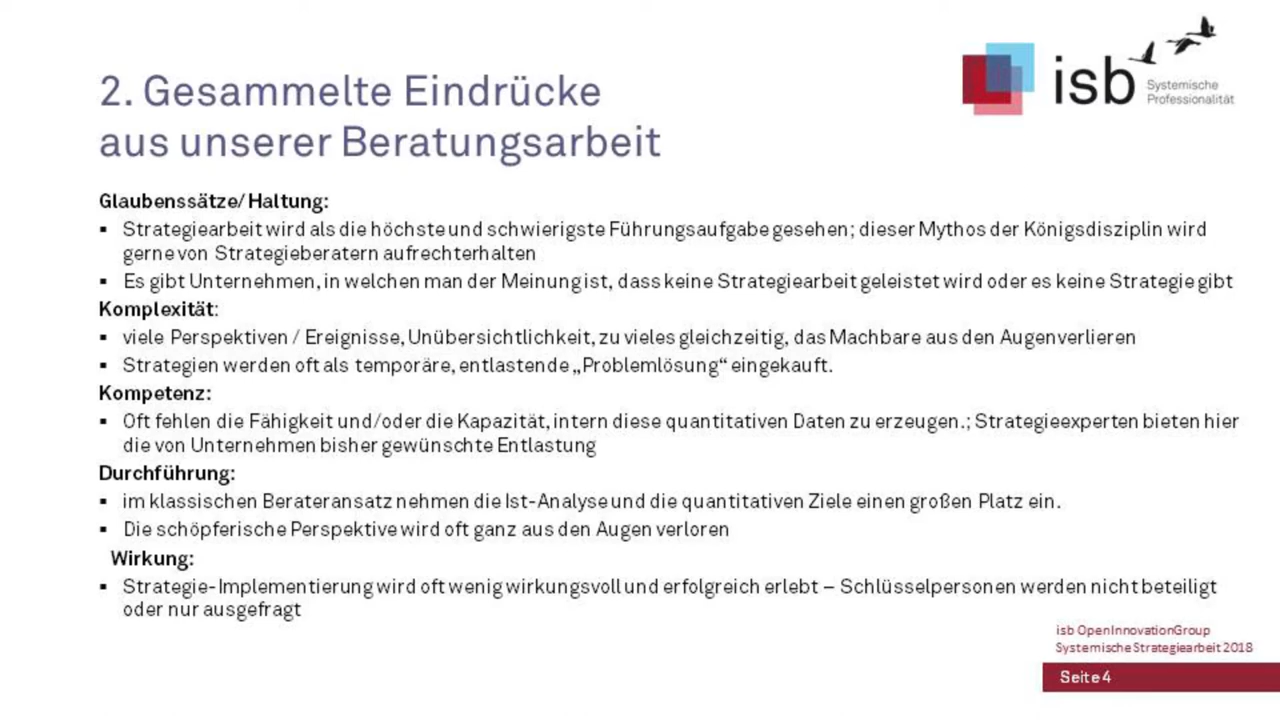 2. Gesammelte Eindrücke
aus unserer Beratungsarbeit
isb
Systemische
Professionalität
Glaubenssätze/Haltung:
▪ Strategiearbeit wird als die höchste und schwierigste Führungsaufgabe gesehen; dieser Mythos der Königsdisziplin wird
gerne von Strategieberatern aufrechterhalten
▪ Es gibt Unternehmen, in welchen man der Meinung ist, dass keine Strategiearbeit geleistet wird oder es keine Strategie gibt
Komplexität:
▪ viele Perspektiven / Ereignisse, Unübersichtlichkeit, zu vieles gleichzeitig, das Machbare aus den Augen verlieren
▪ Strategien werden oft als temporäre, entlastende „Problemlösung“ eingekauft.
Kompetenz:
▪ Oft fehlen die Fähigkeit und/oder die Kapazität, intern diese quantitativen Daten zu erzeugen.; Strategieexperten bieten hier
die von Unternehmen bisher gewünschte Entlastung
Durchführung:
▪ im klassischen Berateransatz nehmen die Ist-Analyse und die quantitativen Ziele einen großen Platz ein.
▪ Die schöpferische Perspektive wird oft ganz aus den Augen verloren
Wirkung:
▪ Strategie-Implementierung wird oft wenig wirkungsvoll und erfolgreich erlebt – Schlüsselpersonen werden nicht beteiligt
oder nur ausgefragt
isb OpenInnovationGroup
Systemische Strategiearbeit 2018
Seite 4